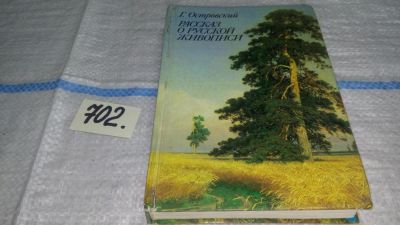 Г. Островский
РАССКАЗ
О РУССКОЙ
ЖИВОПИСИ
702.